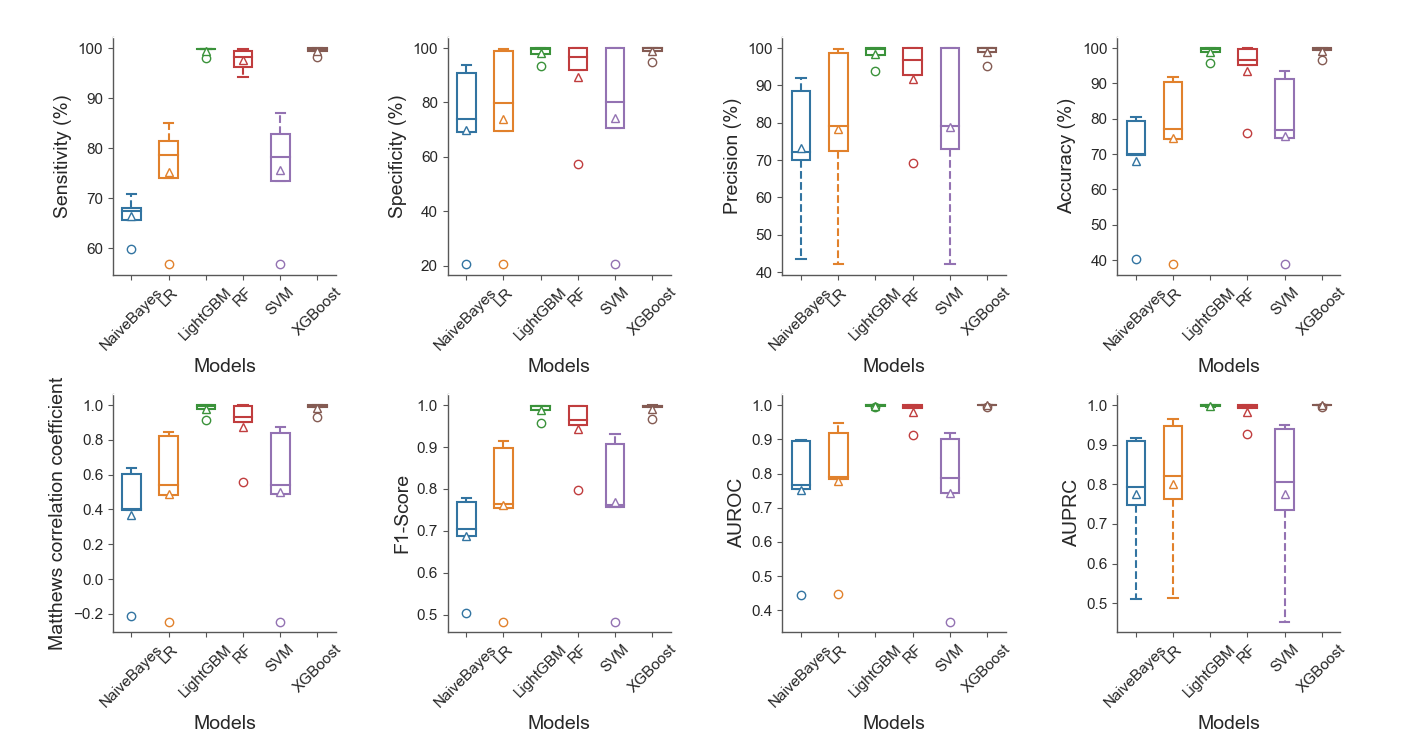 Sensitivity (%)
100
90
80
70
60
NaiveBayes
LR
LightGBM
RF
SVM
XGBoost
Models
Specificity (%)
100
80
60
40
20
NaiveBayes
LR
LightGBM
RF
SVM
XGBoost
Models
Precision (%)
100
90
80
70
60
50
40
NaiveBayes
LR
LightGBM
RF
SVM
XGBoost
Models
Accuracy (%)
100
90
80
70
60
50
40
NaiveBayes
LR
LightGBM
RF
SVM
XGBoost
Models
Matthews correlation coefficient
1.0
0.8
0.6
0.4
0.2
0.0
−0.2
NaiveBayes
LR
LightGBM
RF
SVM
XGBoost
Models
F1-Score
1.0
0.9
0.8
0.7
0.6
0.5
NaiveBayes
LR
LightGBM
RF
SVM
XGBoost
Models
AUROC
1.0
0.9
0.8
0.7
0.6
0.5
0.4
NaiveBayes
LR
LightGBM
RF
SVM
XGBoost
Models
AUPRC
1.0
0.9
0.8
0.7
0.6
0.5
NaiveBayes
LR
LightGBM
RF
SVM
XGBoost
Models